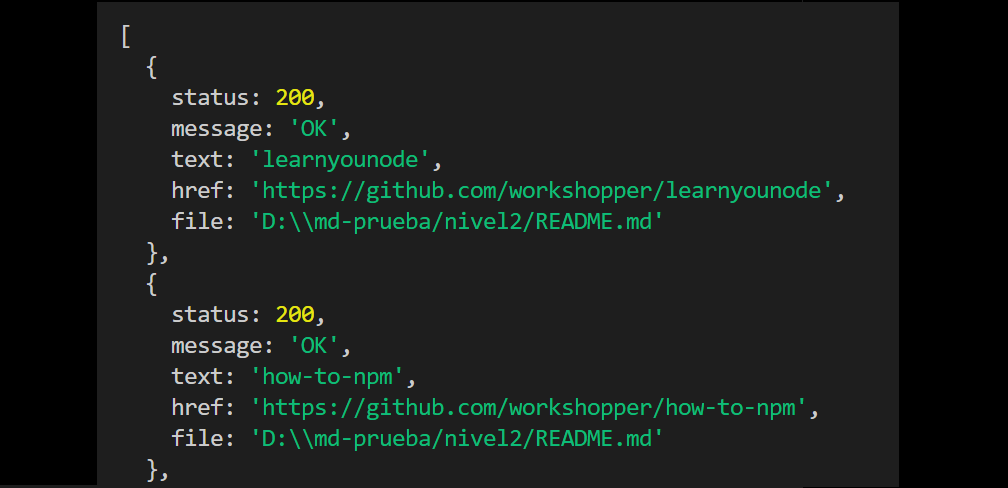 [
{
status: 200,
message: 'OK',
text: 'learnyounode',
href: 'https://github.com/workshopper/learnyounode',
file: 'D:\\md-prueba/nivel2/README.md'
},
{
status: 200,
message: 'OK',
text: 'how-to-npm',
href: 'https://github.com/workshopper/how-to-npm',
file: 'D:\\md-prueba/nivel2/README.md'
},